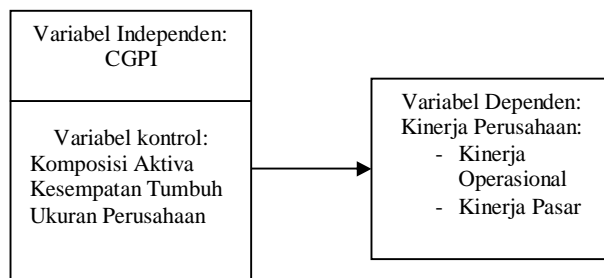 Variabel Independen:
CGPI
Variabel kontrol:
Komposisi Aktiva
Kesempatan Tumbuh
Ukuran Perusahaan
Variabel Dependen:
Kinerja Perusahaan:
- Kinerja
Operasional
- Kinerja Pasar